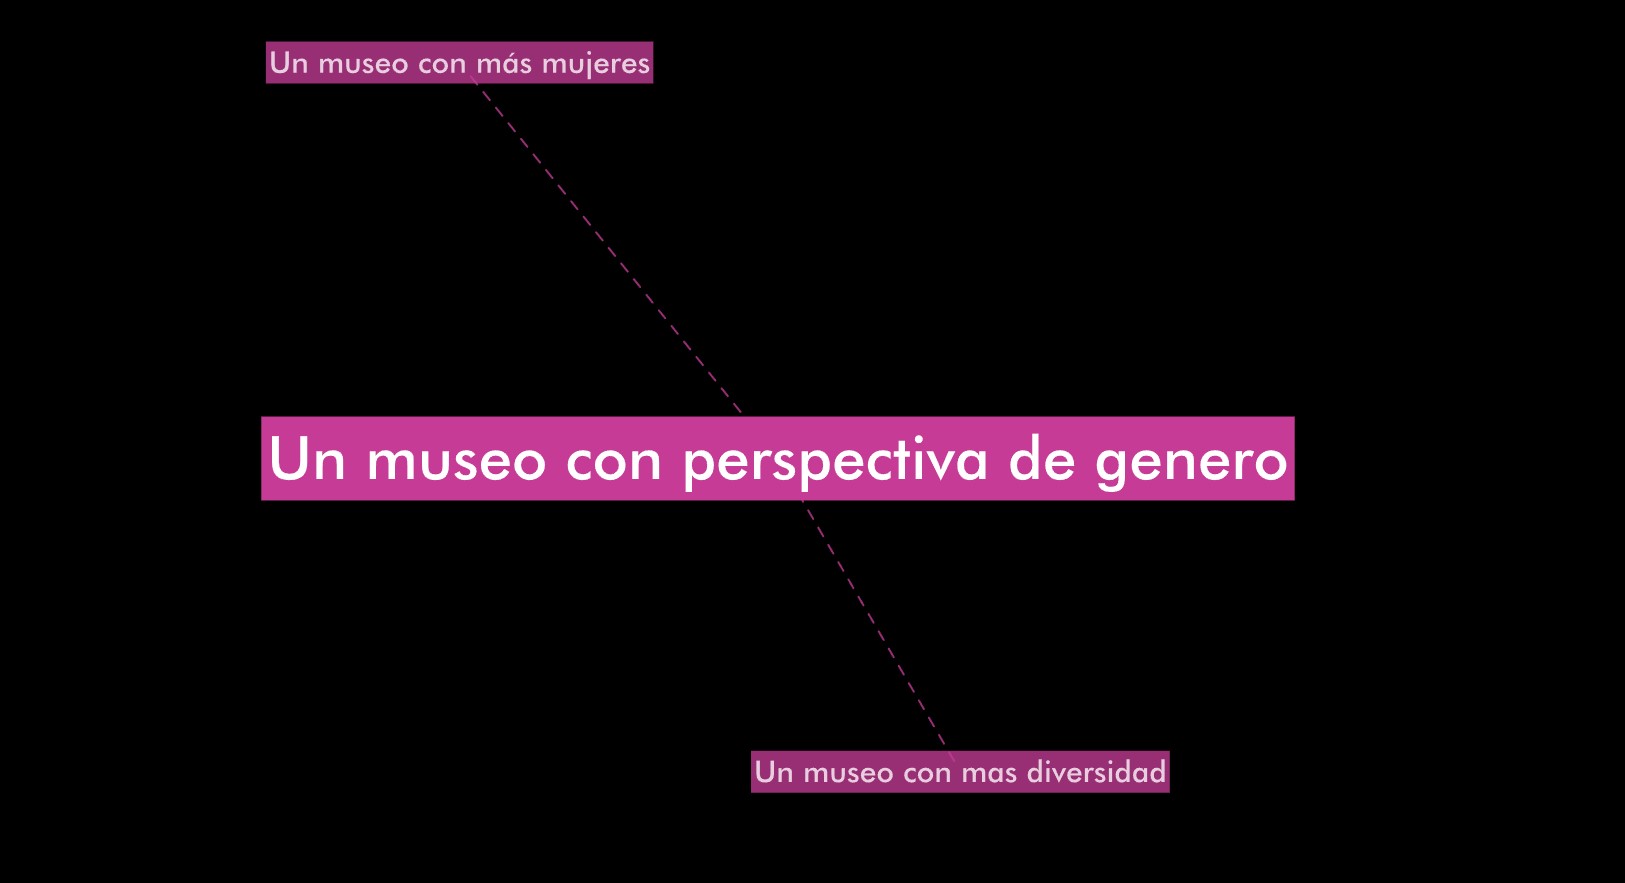 Un museo con más mujeres
Un museo con perspectiva de genero
Un museo con mas diversidad